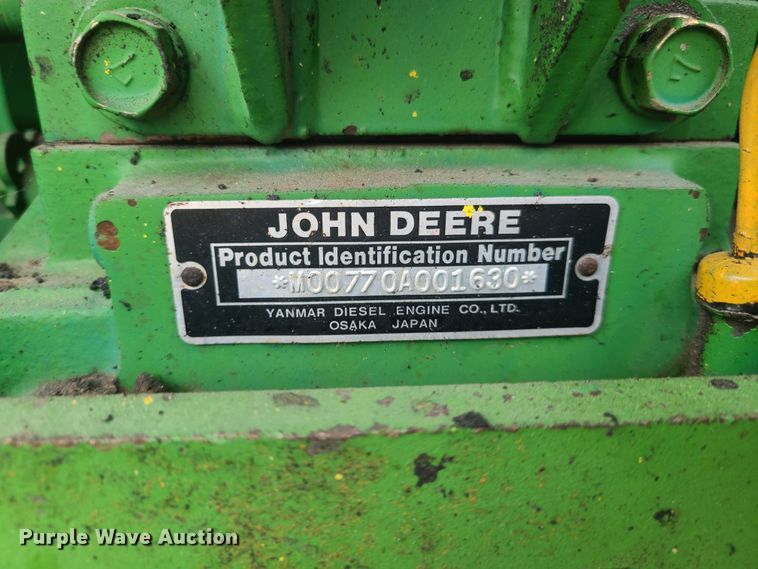 JOHN DEERE
Product Identification Number
*M00770A001630*
YANMAR DIESEL ENGINE CO., LTD.
OSAKA JAPAN
Purple Wave Auction